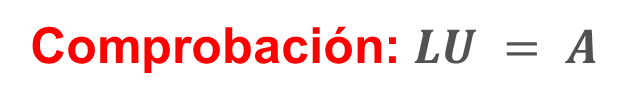 Comprobación: LU = A